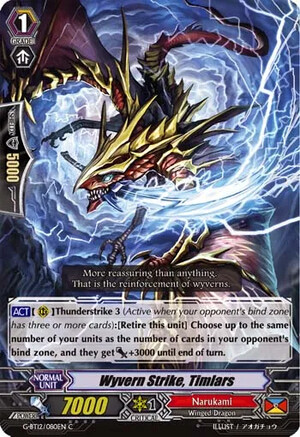 1
GRADE
SHIELD
5000
More reassuring than anything.
That is the reinforcement of wyverns.
ACT [ ]Thunderstrike 3 (Active when your opponent's bind zone
has three or more cards):[Retire this unit] Choose up to the same
number of your units as the number of cards in your opponent's
bind zone, and they get +3000 until end of turn.
NORMAL
UNIT
Wyvern Strike, Timiars
POWER
7000
1
CRITICAL
Narukami
Winged Dragon
G-BT12/080EN C
ILLUST / アオガチョウ